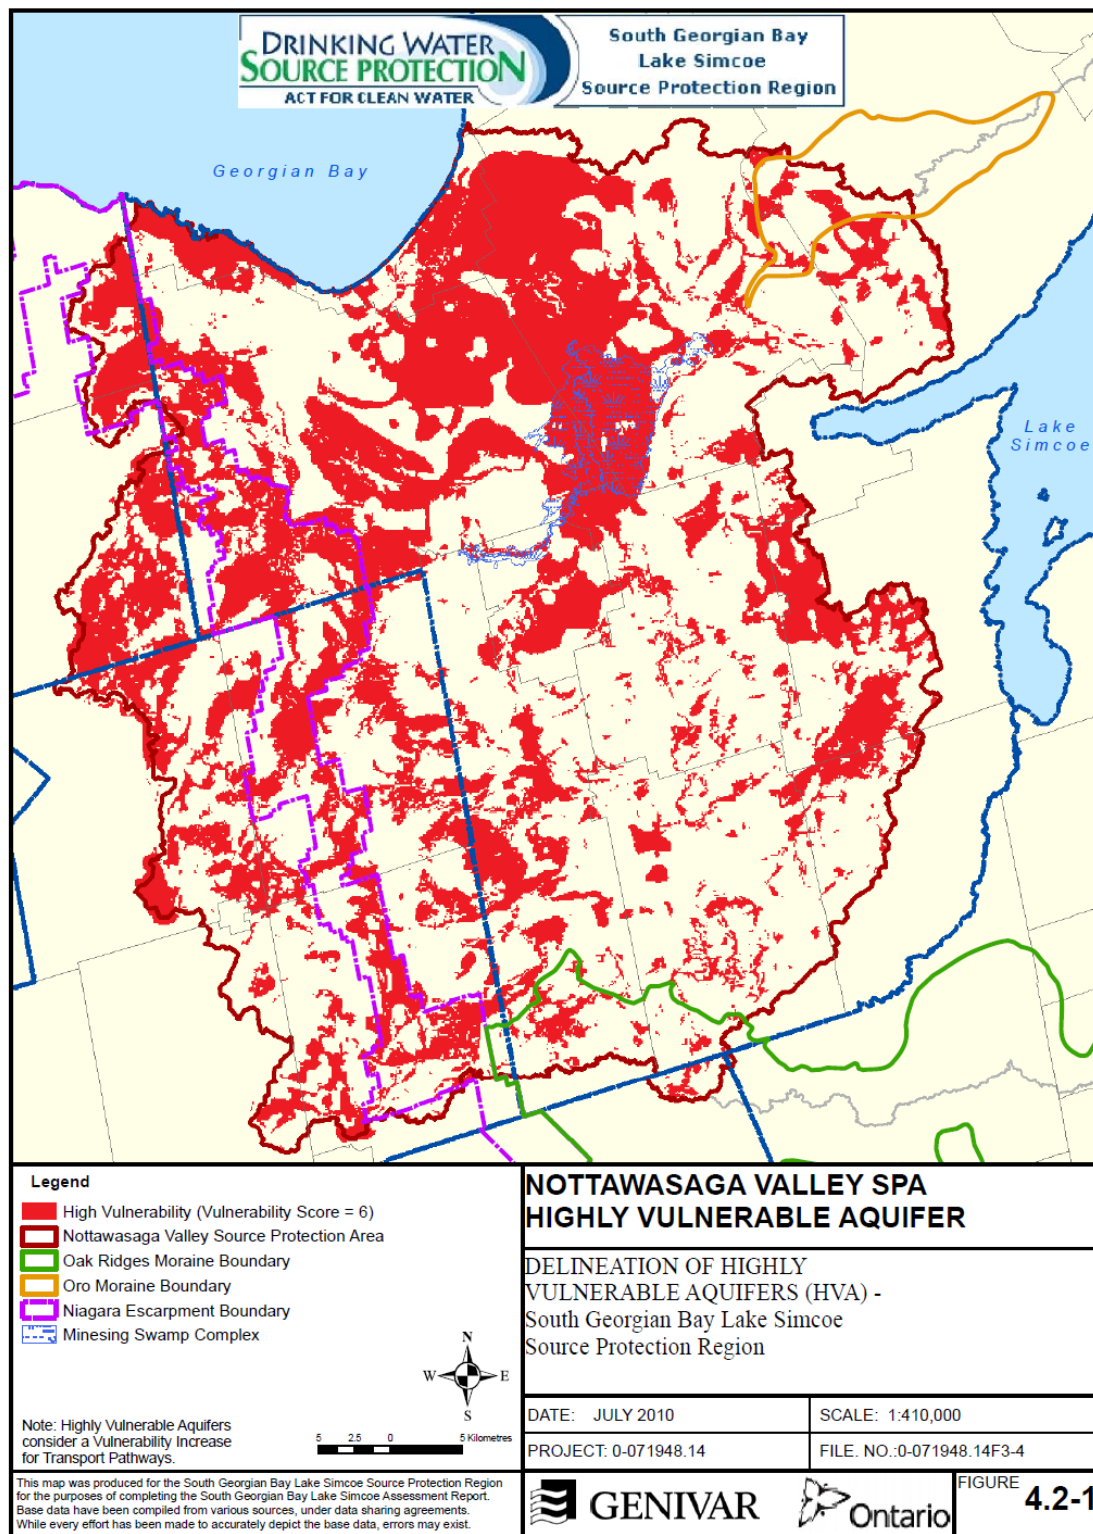 DRINKING WATER
SOURCE PROTECTION
ACT FOR CLEAN WATER
South Georgian Bay
Lake Simcoe
Source Protection Region
Georgian Bay
Lake
Simcoe
Legend
High Vulnerability (Vulnerability Score = 6)
Nottawasaga Valley Source Protection Area
Oak Ridges Moraine Boundary
Oro Moraine Boundary
Niagara Escarpment Boundary
Minesing Swamp Complex
N
W E
S
Note: Highly Vulnerable Aquifers
consider a Vulnerability Increase
for Transport Pathways.
5 2.5 0 5 Kilometres
This map was produced for the South Georgian Bay Lake Simcoe Source Protection Region
for the purposes of completing the South Georgian Bay Lake Simcoe Assessment Report.
Base data have been compiled from various sources, under data sharing agreements.
While every effort has been made to accurately depict the base data, errors may exist.
NOTTAWASAGA VALLEY SPA
HIGHLY VULNERABLE AQUIFER
DELINEATION OF HIGHLY
VULNERABLE AQUIFERS (HVA) -
South Georgian Bay Lake Simcoe
Source Protection Region
DATE: JULY 2010
SCALE: 1:410,000
PROJECT: 0-071948.14
FILE. NO.:0-071948.14F3-4
GENIVAR
Ontario
FIGURE
4.2-1